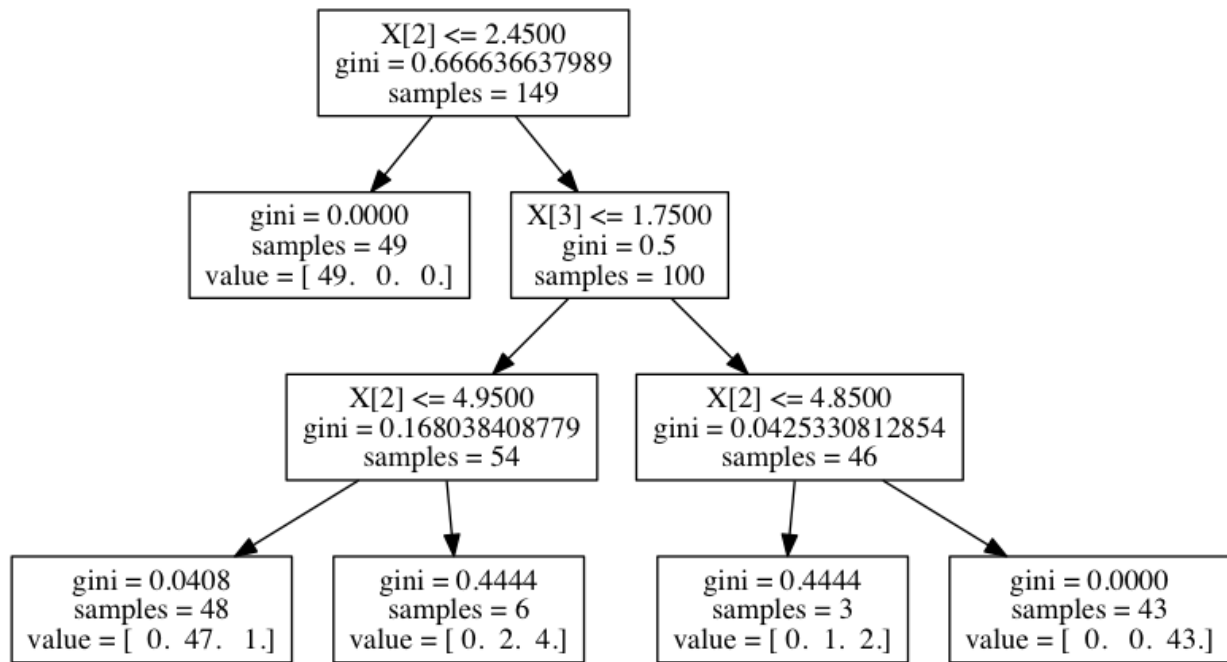 X[2] <= 2.4500
gini = 0.666636637989
samples = 149
gini = 0.0000
samples = 49
value = [ 49.   0.   0.]
X[3] <= 1.7500
gini = 0.5
samples = 100
X[2] <= 4.9500
gini = 0.168038408779
samples = 54
X[2] <= 4.8500
gini = 0.0425330812854
samples = 46
gini = 0.0408
samples = 48
value = [  0.  47.   1.]
gini = 0.4444
samples = 6
value = [ 0.  2.  4.]
gini = 0.4444
samples = 3
value = [ 0.  1.  2.]
gini = 0.0000
samples = 43
value = [  0.   0.  43.]